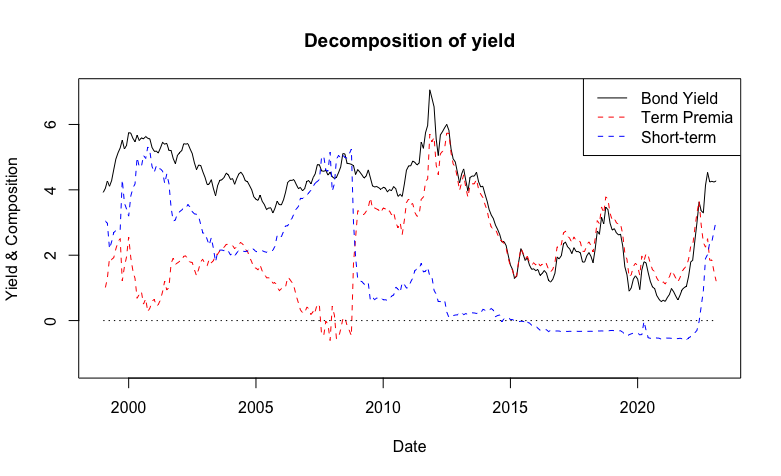 Decomposition of yield
Bond Yield
Term Premia
Short-term
Yield & Composition
6
4
2
0
2000
2005
2010
2015
2020
Date